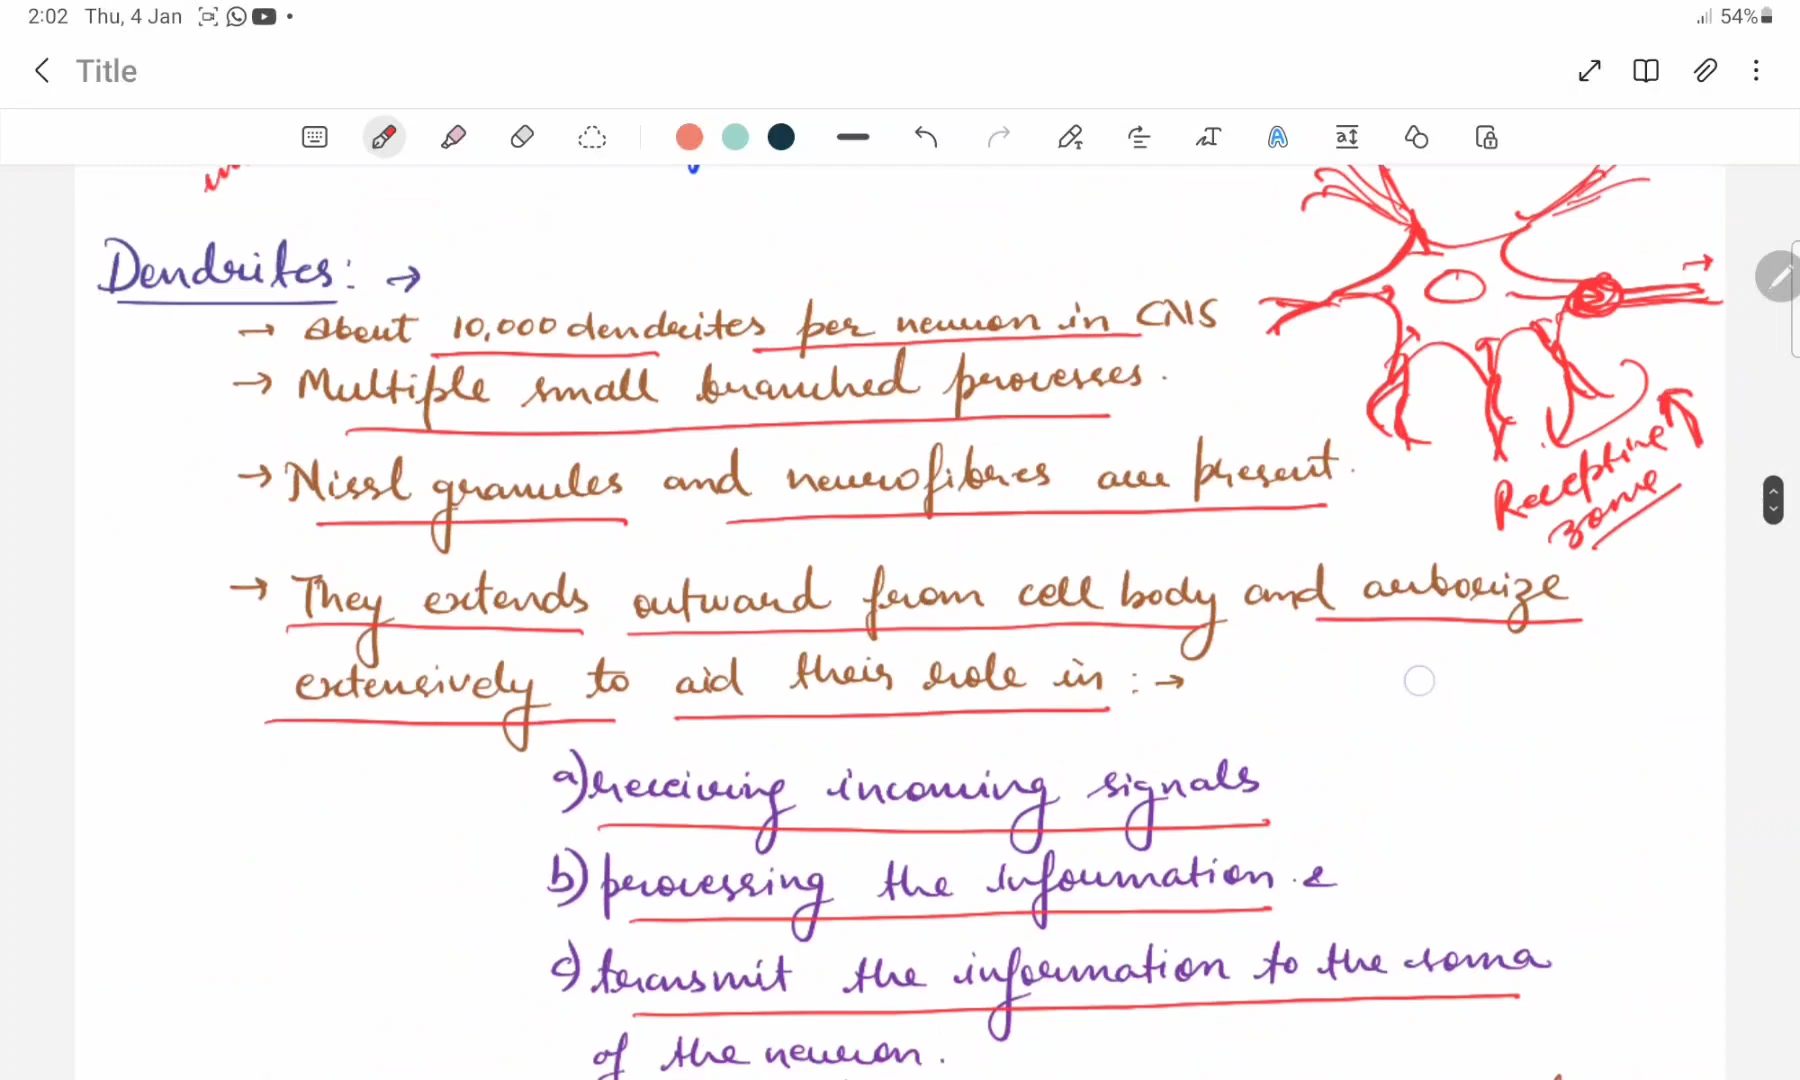 2:02 Thu, 4 Jan
54%
Title
Dendrites: →
→ About 10,000 dendrites per neuron in CNS
→ Multiple small branched processes.
→ Nissl granules and neurofibres are present.
Receptive
zone
→ They extends outward from cell body and arborize
extensively to aid their role in : →
a) receiving incoming signals
b) processing the information. &
c) transmit the information to the soma
of the neuron.